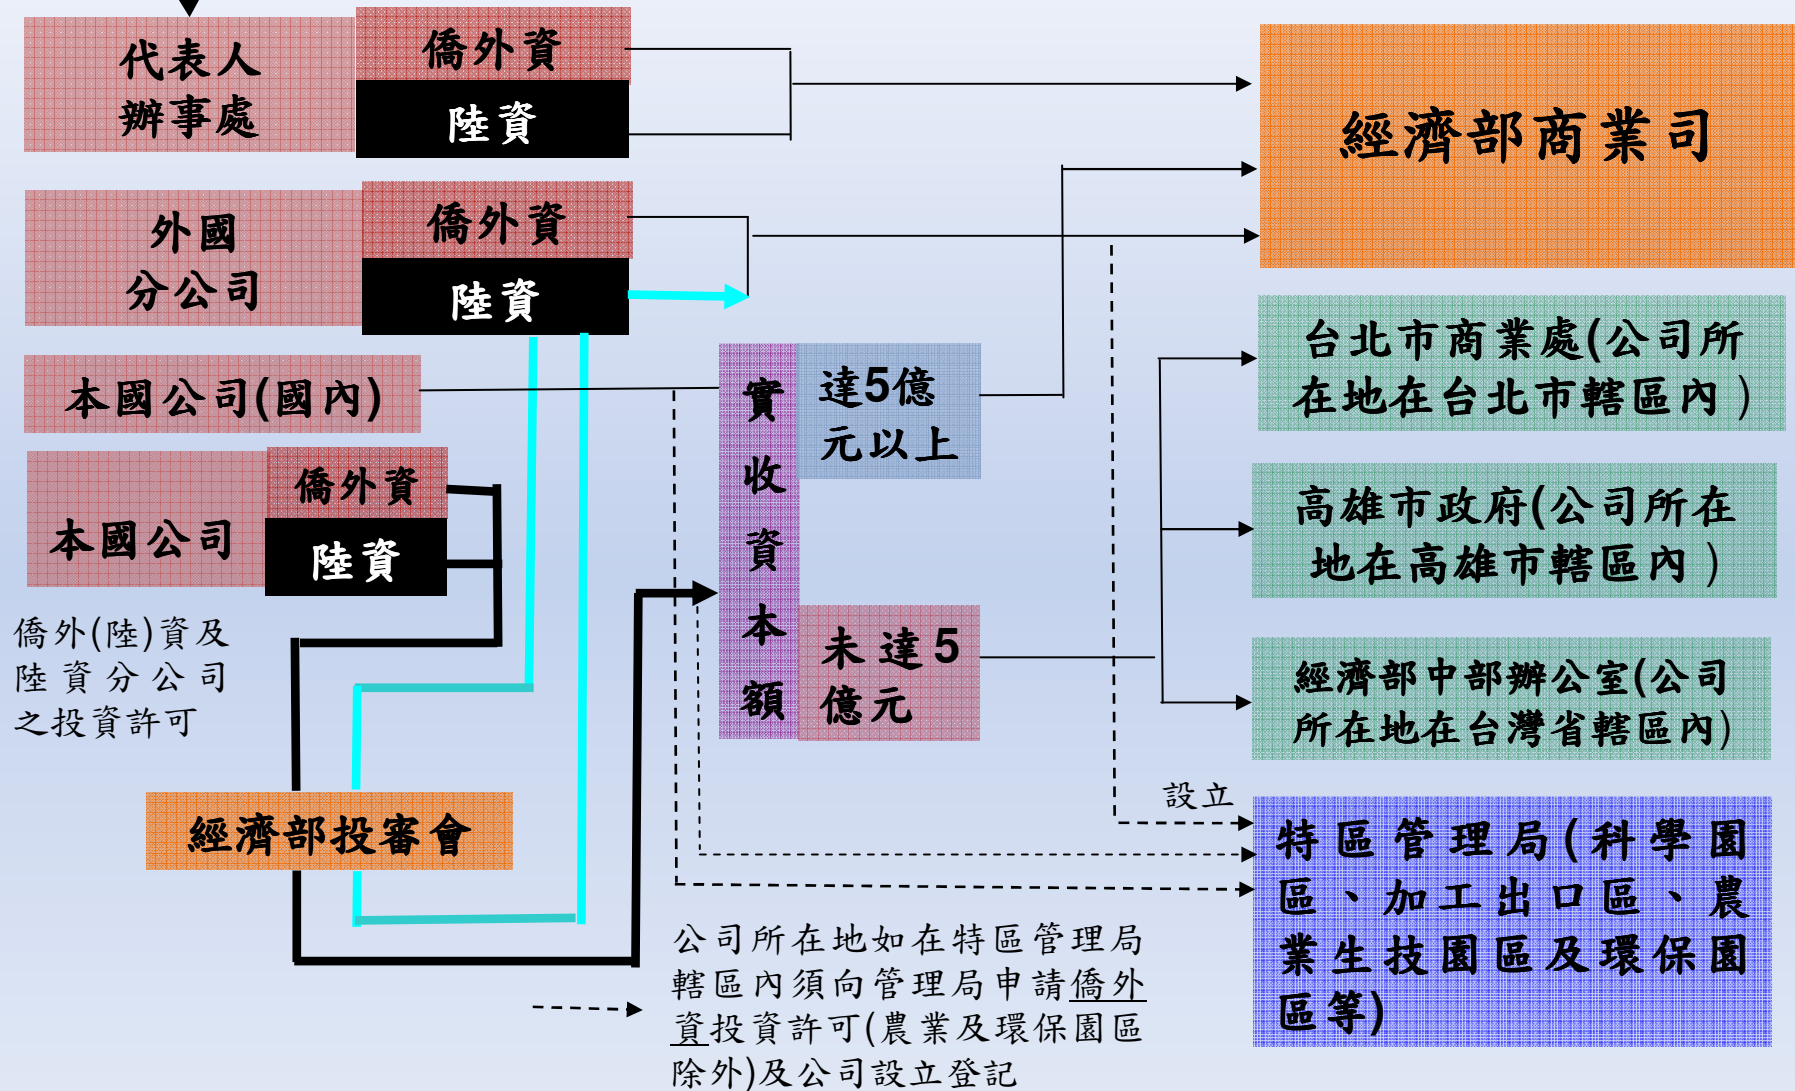 代表人
辦事處
僑外資
陸資
經濟部商業司
外國
分公司
僑外資
陸資
本國公司(國內)
本國公司
僑外資
陸資
僑外(陸)資及
陸資分公司
之投資許可
經濟部投審會
實
收
資
本
額
達5億
元以上
未達5
億元
台北市商業處(公司所
在地在台北市轄區內)
高雄市政府(公司所在
地在高雄市轄區內)
經濟部中部辦公室(公司
所在地在台灣省轄區內)
設立
特區管理局(科學園
區、加工出口區、農
業生技園區及環保園
區等)
公司所在地如在特區管理局
轄區內須向管理局申請僑外
資投資許可(農業及環保園區
除外)及公司設立登記